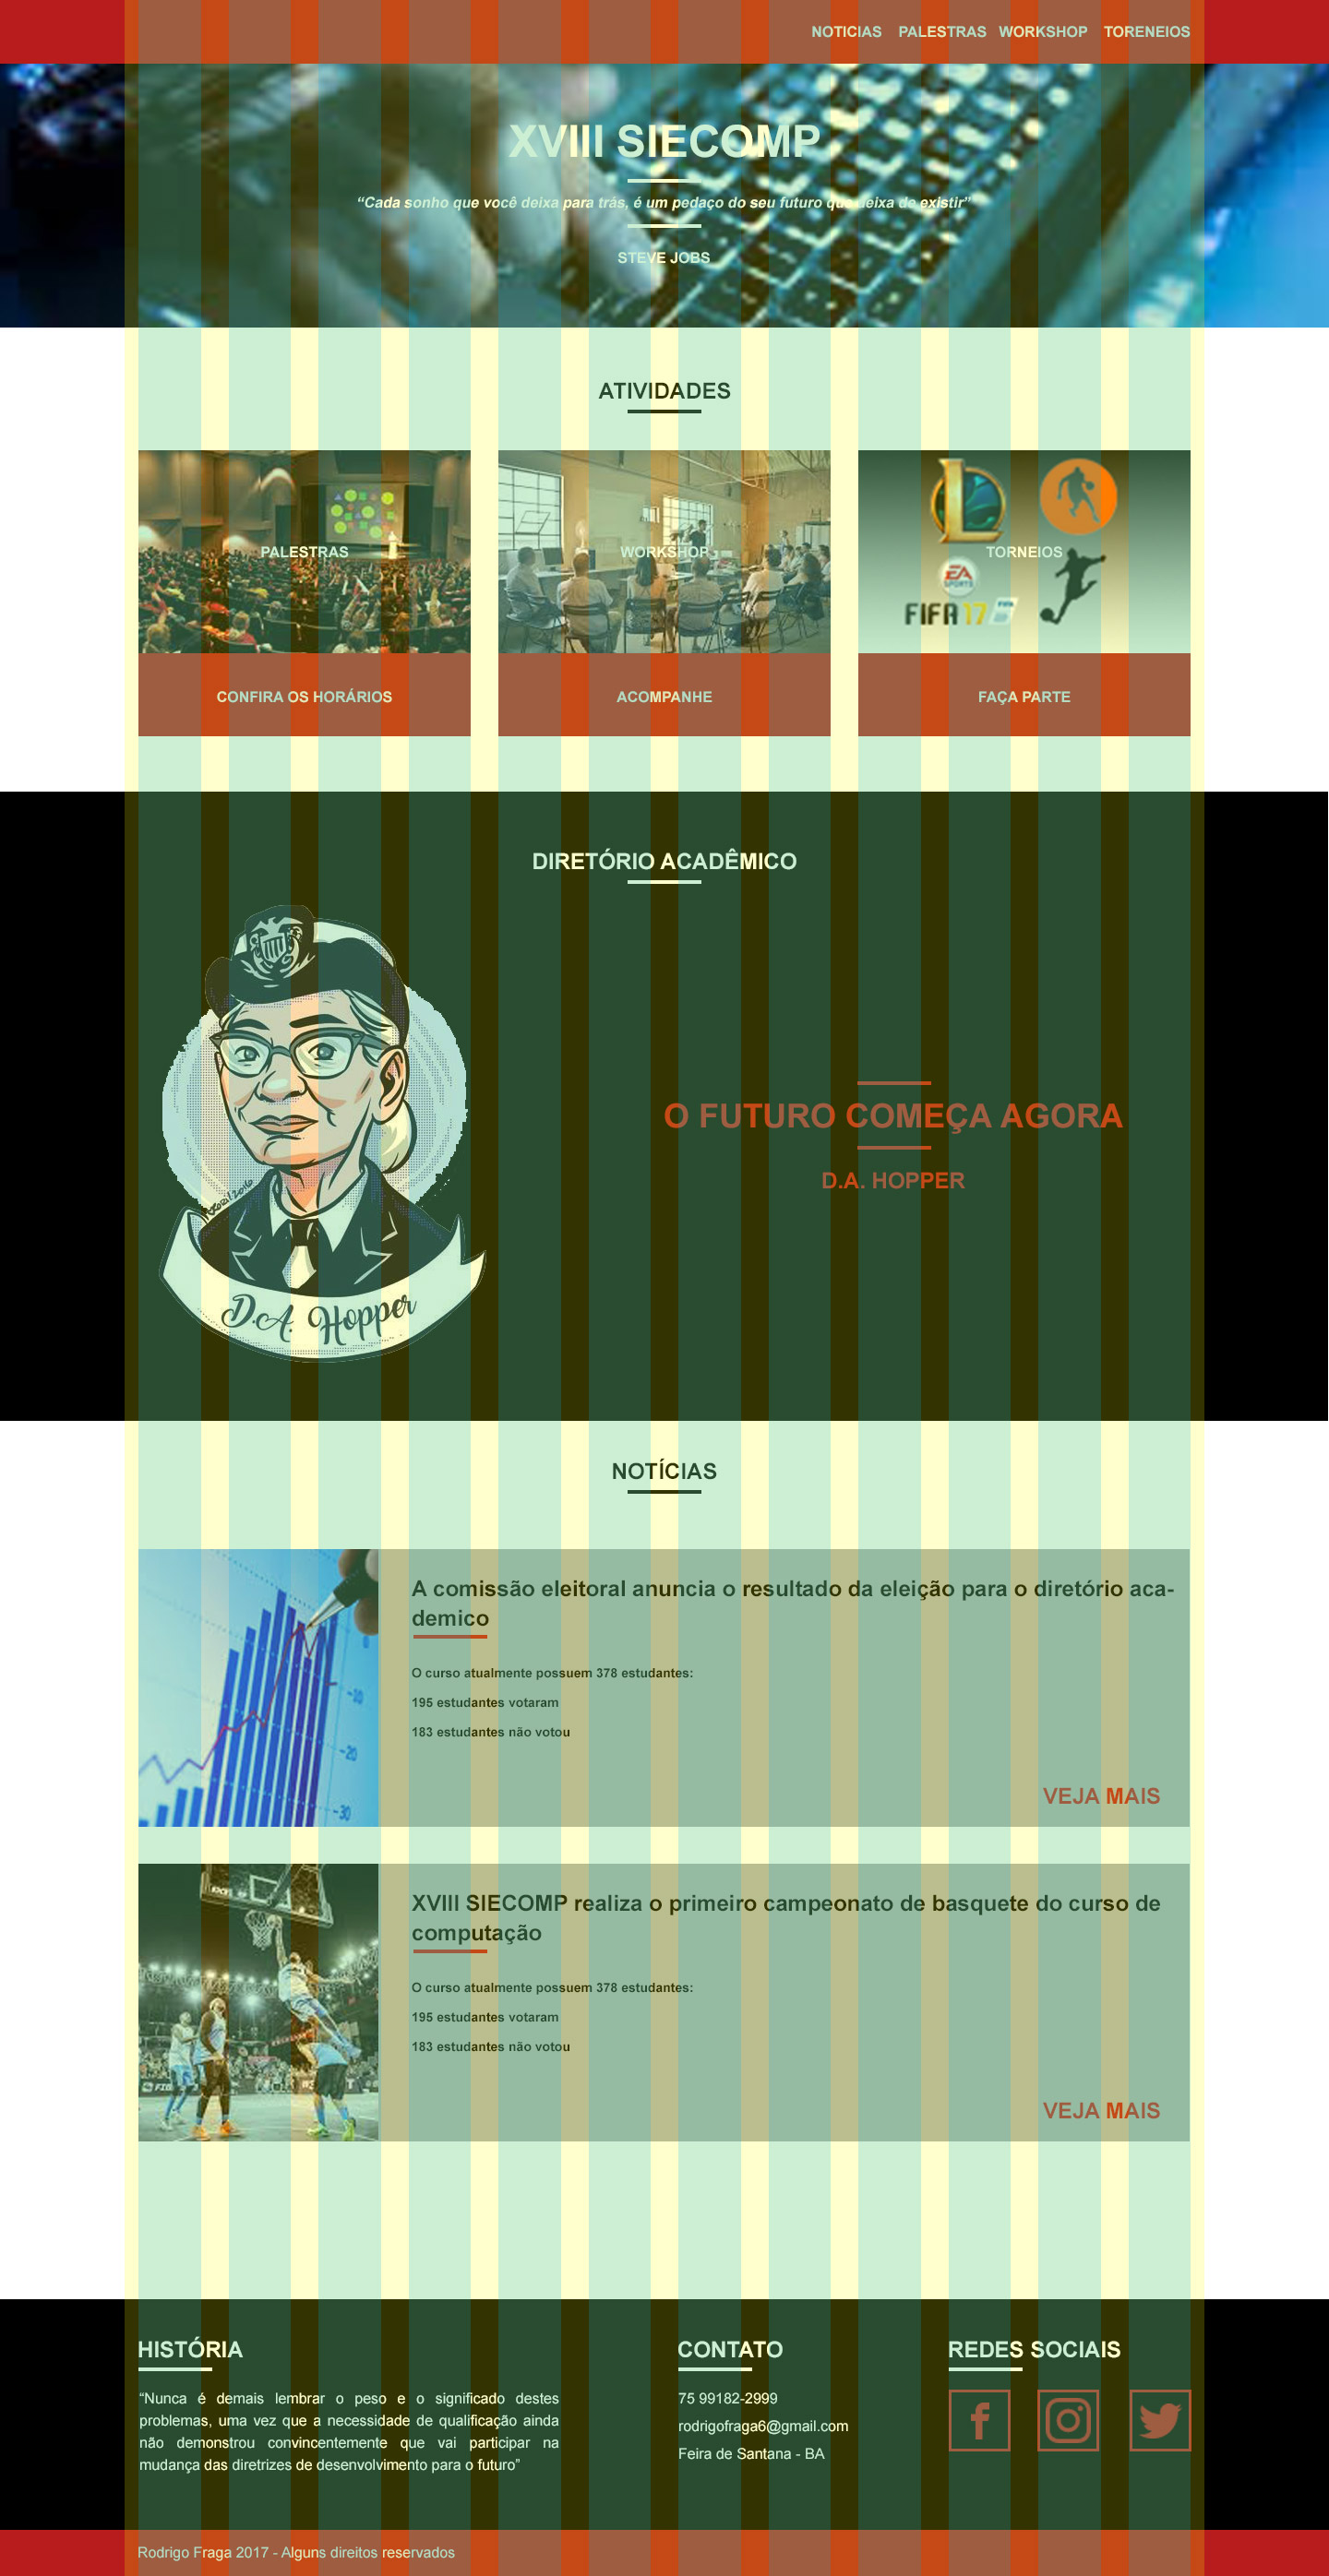 NOTICIAS PALESTRAS WORKSHOP TORENEIOS
XVIII SIECOMP
“Cada sonho que você deixa para trás, é um pedaço do seu futuro que deixa de existir”
STEVE JOBS
ATIVIDADES
PALESTRAS
WORKSHOP
TORNEIOS
EA
SPORTS
FIFA 17
CONFIRA OS HORÁRIOS
ACOMPANHE
FAÇA PARTE
DIRETÓRIO ACADÊMICO
O FUTURO COMEÇA AGORA
D.A. HOPPER
D.A. Hopper
NOTÍCIAS
A comissão eleitoral anuncia o resultado da eleição para o diretório aca-
demico
O curso atualmente possuem 378 estudantes:
195 estudantes votaram
183 estudantes não votou
VEJA MAIS
0
-10
-20
-30
XVIII SIECOMP realiza o primeiro campeonato de basquete do curso de
computação
O curso atualmente possuem 378 estudantes:
195 estudantes votaram
183 estudantes não votou
VEJA MAIS
HISTÓRIA
“Nunca é demais lembrar o peso e o significado destes
problemas, uma vez que a necessidade de qualificação ainda
não demonstrou convincentemente que vai participar na
mudança das diretrizes de desenvolvimento para o futuro”
CONTATO
75 99182-2999
rodrigofraga6@gmail.com
Feira de Santana - BA
REDES SOCIAIS
Rodrigo Fraga 2017 - Alguns direitos reservados